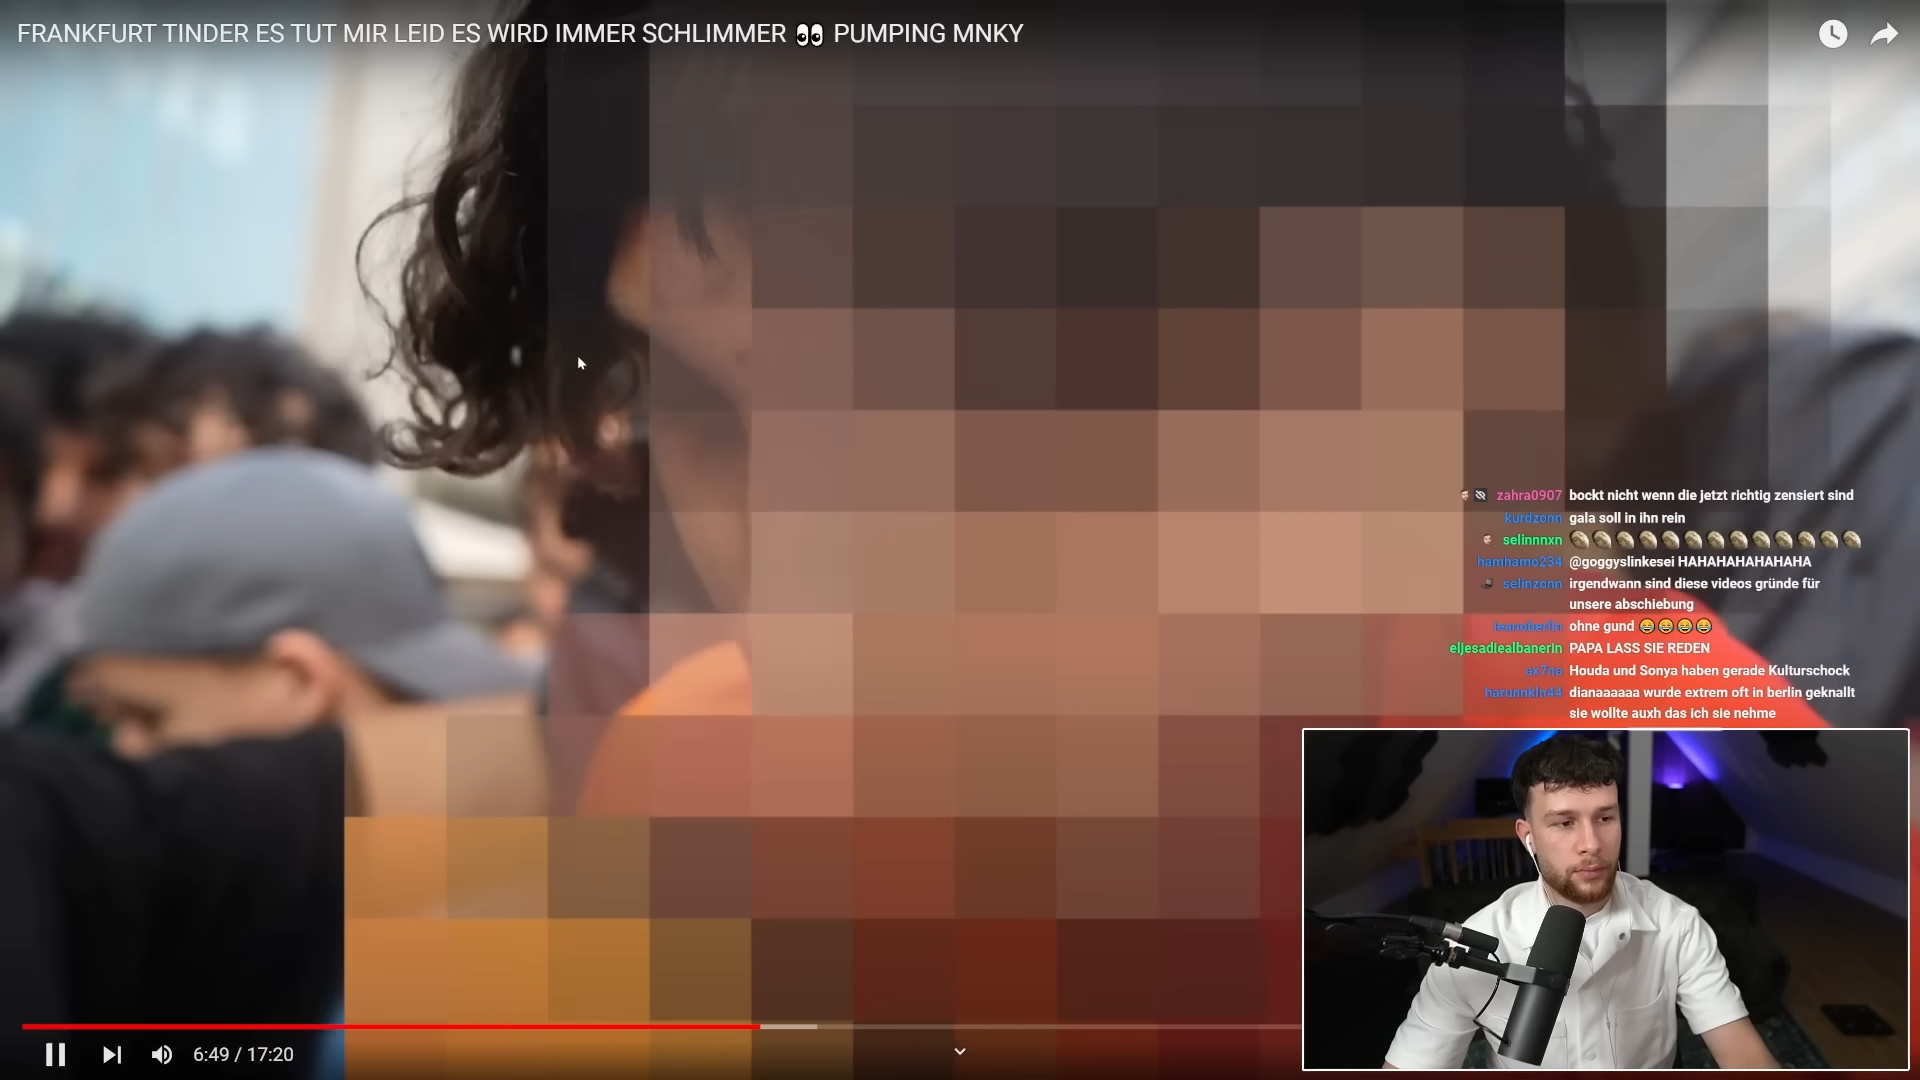 FRANKFURT TINDER ES TUT MIR LEID ES WIRD IMMER SCHLIMMER 👀 PUMPING MNKY
zahra0907 bockt nicht wenn die jetzt richtig zensiert sind
kurdzonn gala soll in ihn rein
selinnnxn
hamhamo234 @goggyslinkesei HAHAHAHAHAHAHA
selinzonn irgendwann sind diese videos gründe für
unsere abschiebung
leanoberlin ohne gund 😂😂😂😂
eljesadiealbanerin PAPA LASS SIE REDEN
ax7na Houda und Sonya haben gerade Kulturschock
harunnkln44 dianaaaaaa wurde extrem oft in berlin geknallt
sie wollte auxh das ich sie nehme
6:49 / 17:20